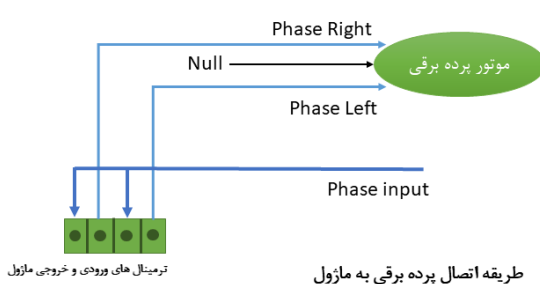 Phase Right
Null
موتور پرده برقی
Phase Left
Phase input
ترمینال های ورودی و خروجی ماژول
طریقه اتصال پرده برقی به ماژول